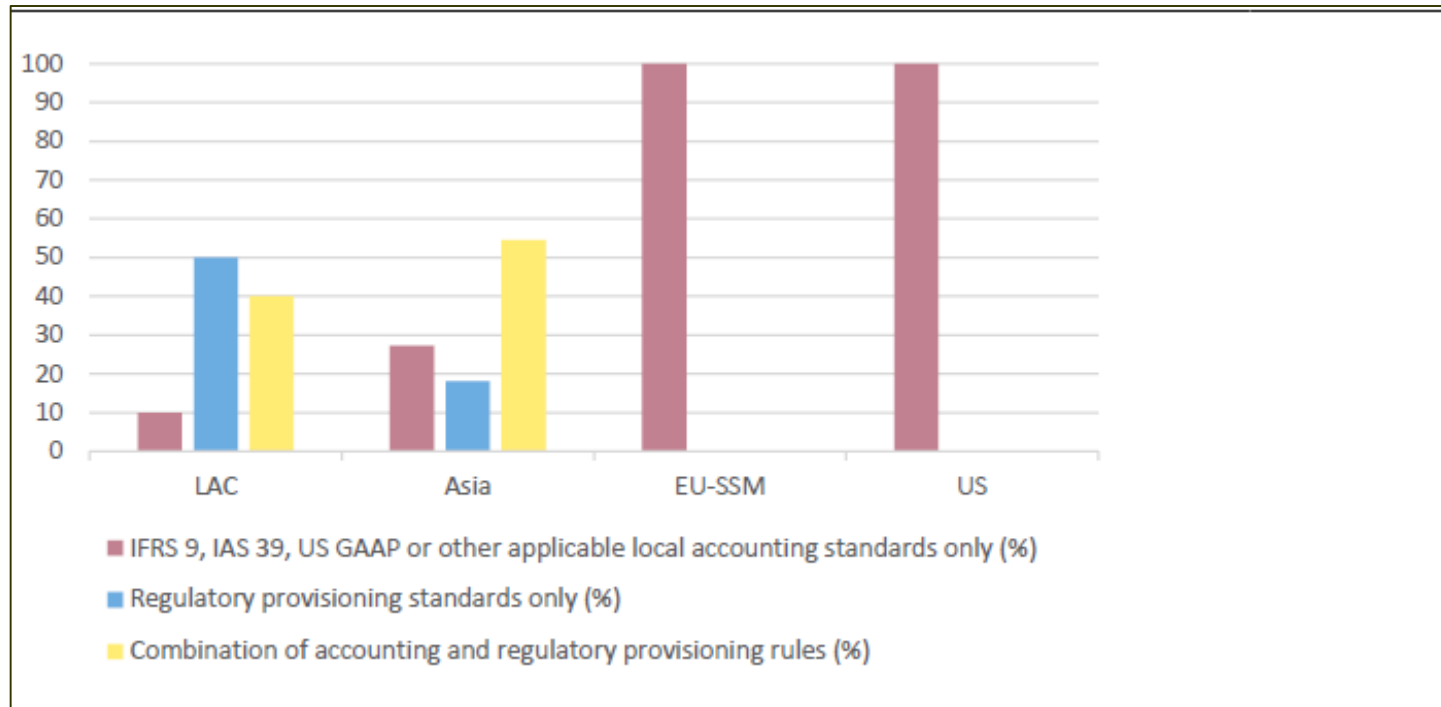 100
90
80
70
60
50
40
30
20
10
0
LAC Asia EU-SSM US
IFRS 9, IAS 39, US GAAP or other applicable local accounting standards only (%)
Regulatory provisioning standards only (%)
Combination of accounting and regulatory provisioning rules (%)